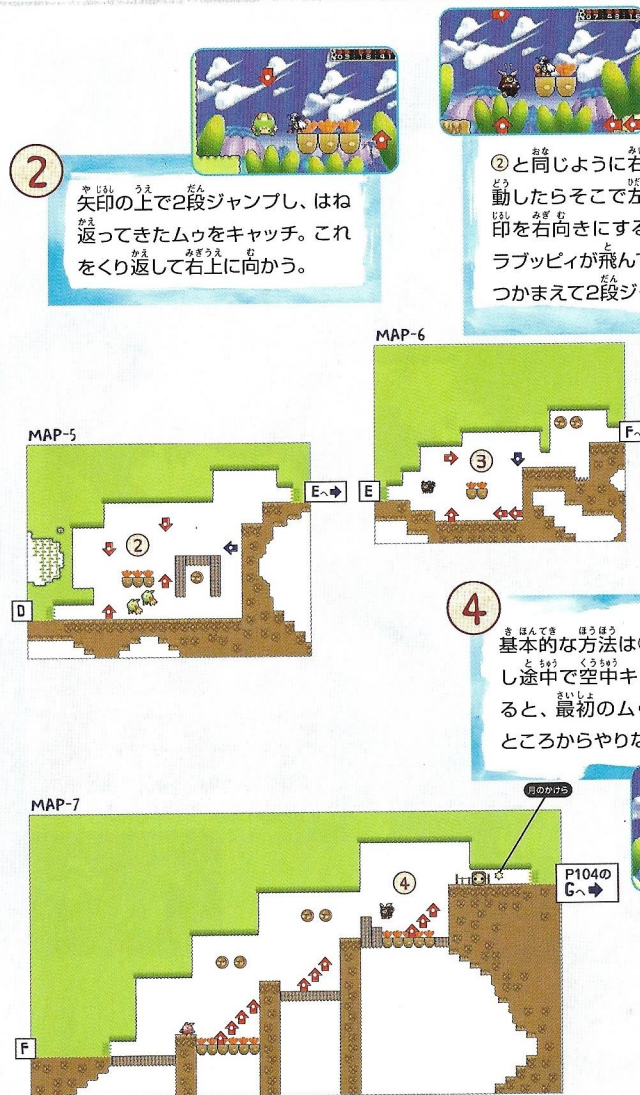 2
矢印の上で2段ジャンプし、はね
返ってきたムゥをキャッチ。これ
をくり返して右上に向かう。
②と同じように右
動したらそこで左
印を右向きにする
ラブッピィが飛んで
つかまえて2段ジャ
MAP-5
2
E→
D
MAP-6
3
F
E
4
基本的な方法は
し途中で空中キ
ると、最初のムゥ
ところからやりな
MAP-7
月のかけら
4
P104の
Gへ→
F